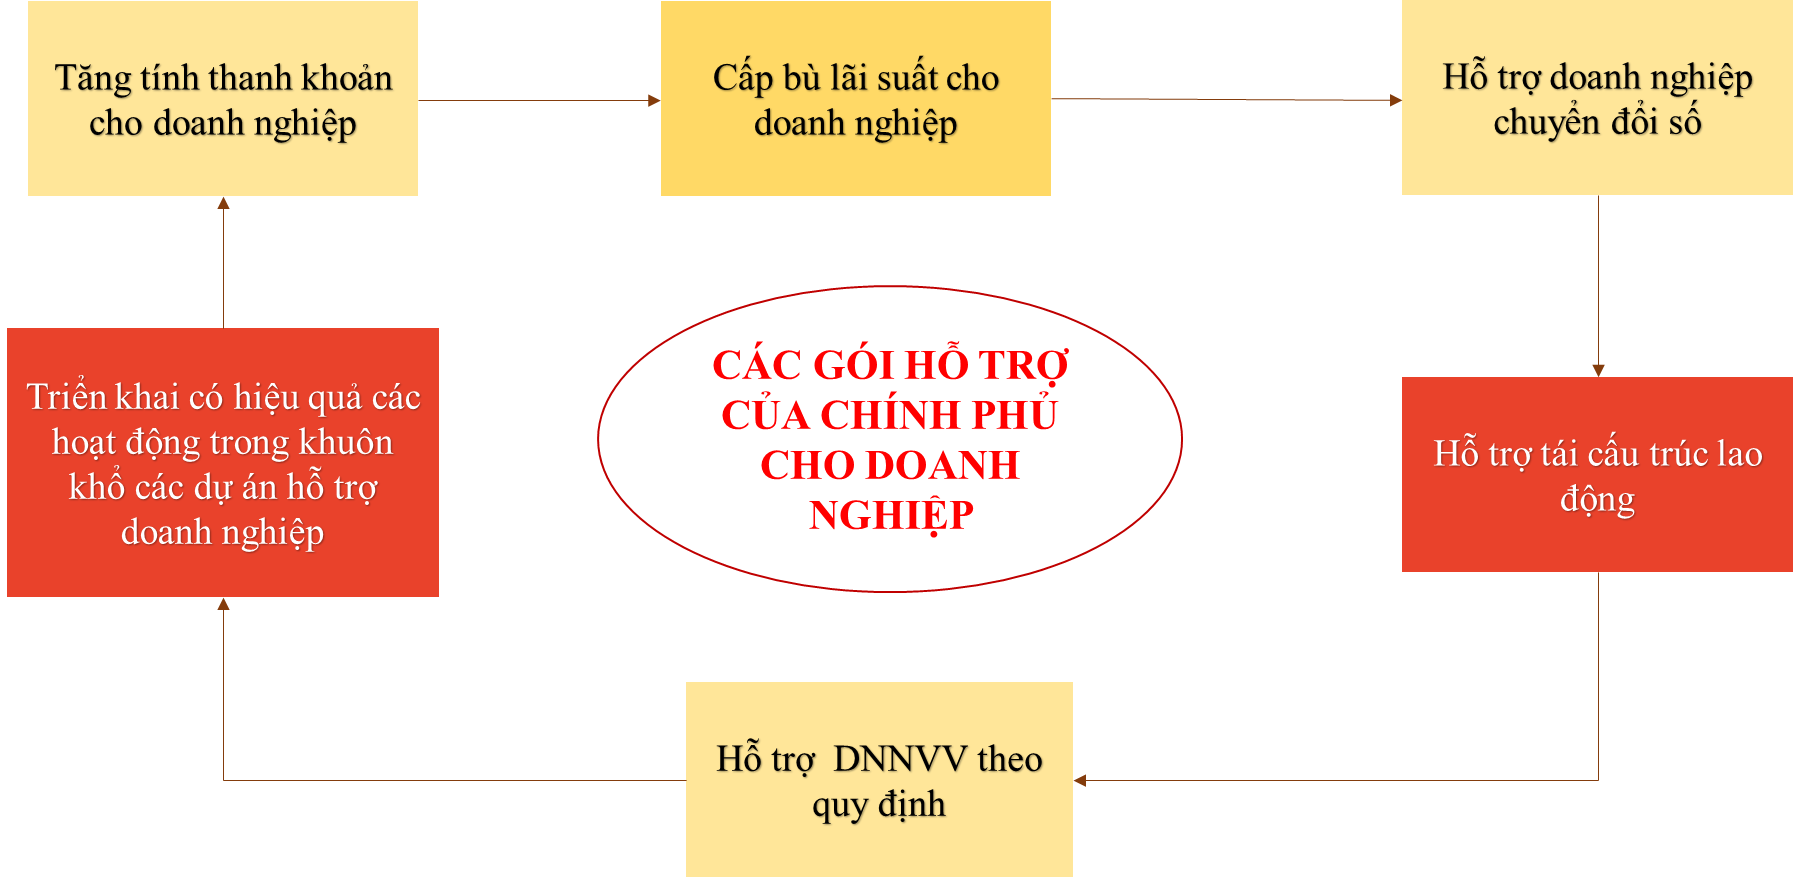 Tăng tính thanh khoản
cho doanh nghiệp
Cấp bù lãi suất cho
doanh nghiệp
Hỗ trợ doanh nghiệp
chuyển đổi số
Triển khai có hiệu quả các
hoạt động trong khuôn
khổ các dự án hỗ trợ
doanh nghiệp
CÁC GÓI HỖ TRỢ
CỦA CHÍNH PHỦ
CHO DOANH
NGHIỆP
Hỗ trợ tái cấu trúc lao
động
Hỗ trợ  DNNVV theo
quy định